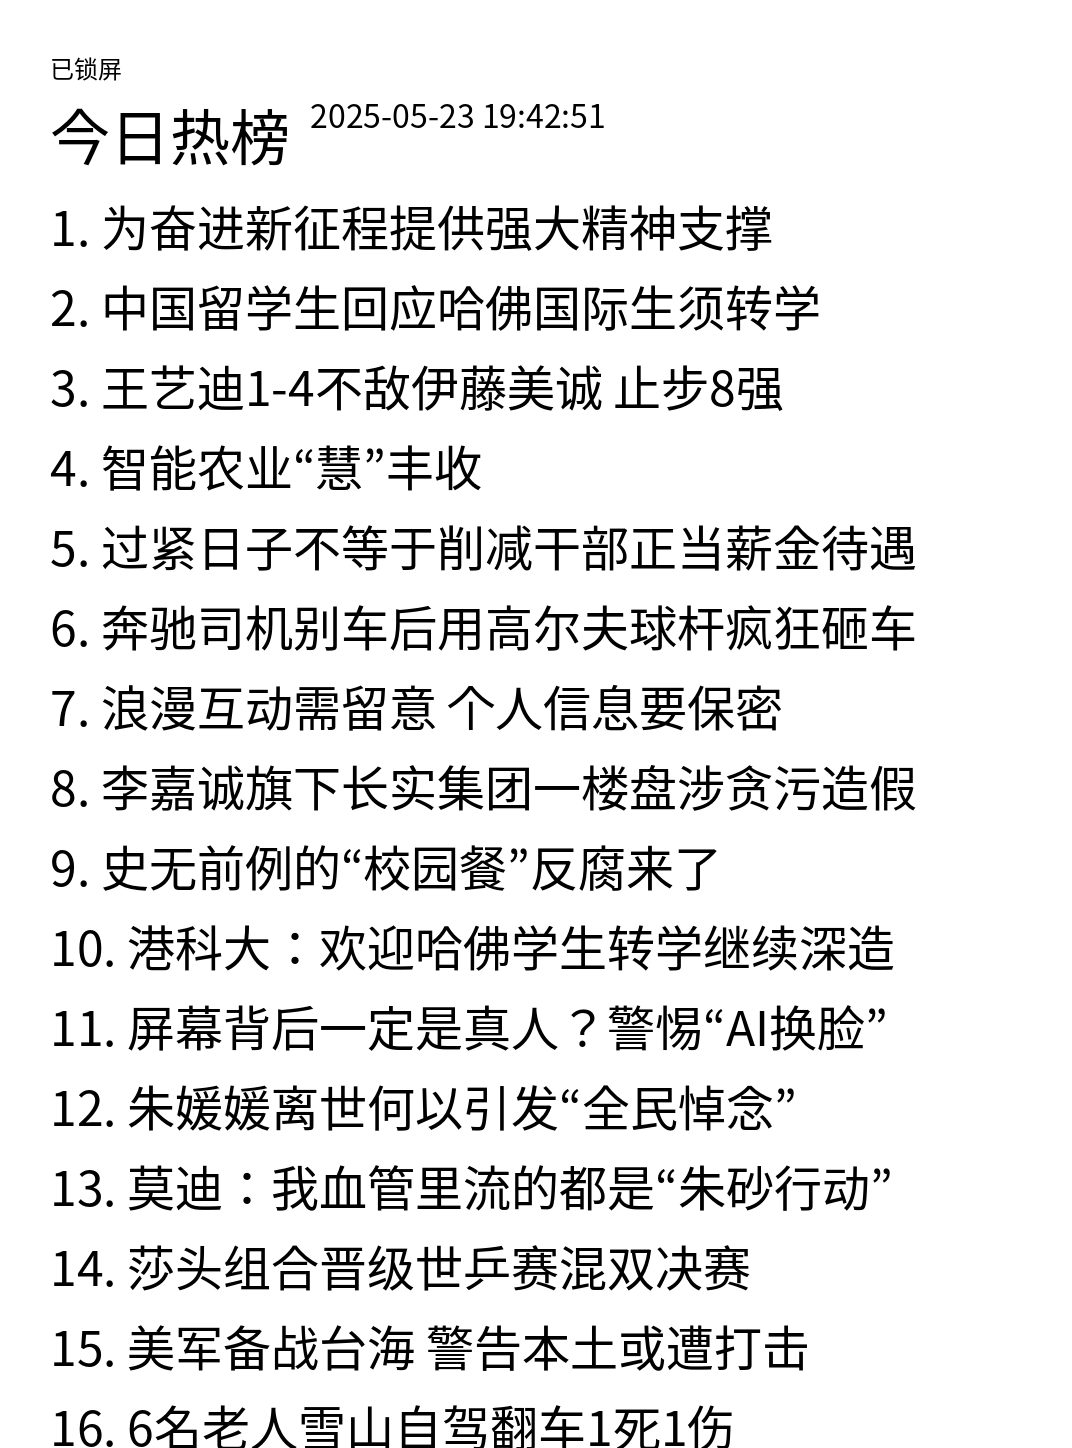 已锁屏
今日热榜 2025-05-23 19:42:51
1. 为奋进新征程提供强大精神支撑
2. 中国留学生回应哈佛国际生须转学
3. 王艺迪1-4不敌伊藤美诚 止步8强
4. 智能农业“慧”丰收
5. 过紧日子不等于削减干部正当薪金待遇
6. 奔驰司机别车后用高尔夫球杆疯狂砸车
7. 浪漫互动需留意 个人信息要保密
8. 李嘉诚旗下长实集团一楼盘涉贪污造假
9. 史无前例的“校园餐”反腐来了
10. 港科大：欢迎哈佛学生转学继续深造
11. 屏幕背后一定是真人？警惕“AI换脸”
12. 朱媛媛离世何以引发“全民悼念”
13. 莫迪：我血管里流的都是“朱砂行动”
14. 莎头组合晋级世乒赛混双决赛
15. 美军备战台海 警告本土或遭打击
16. 6名老人雪山自驾翻车1死1伤